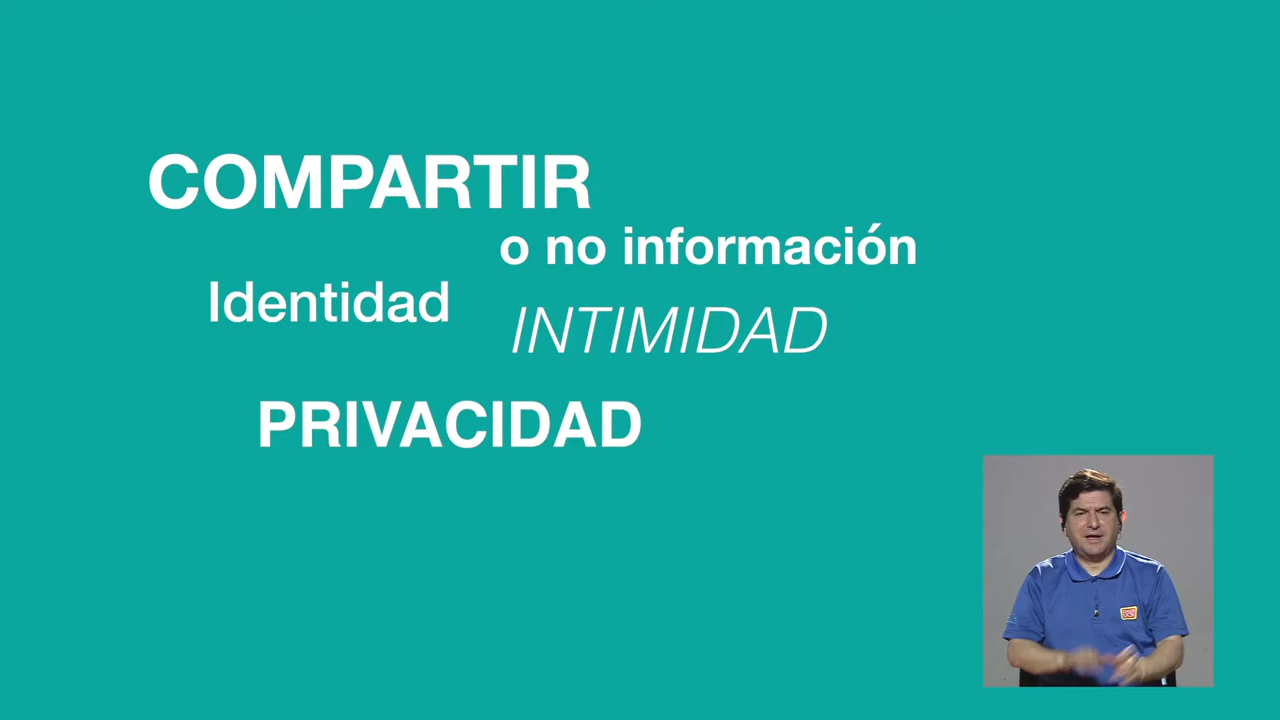 COMPARTIR
o no información
Identidad
INTIMIDAD
PRIVACIDAD